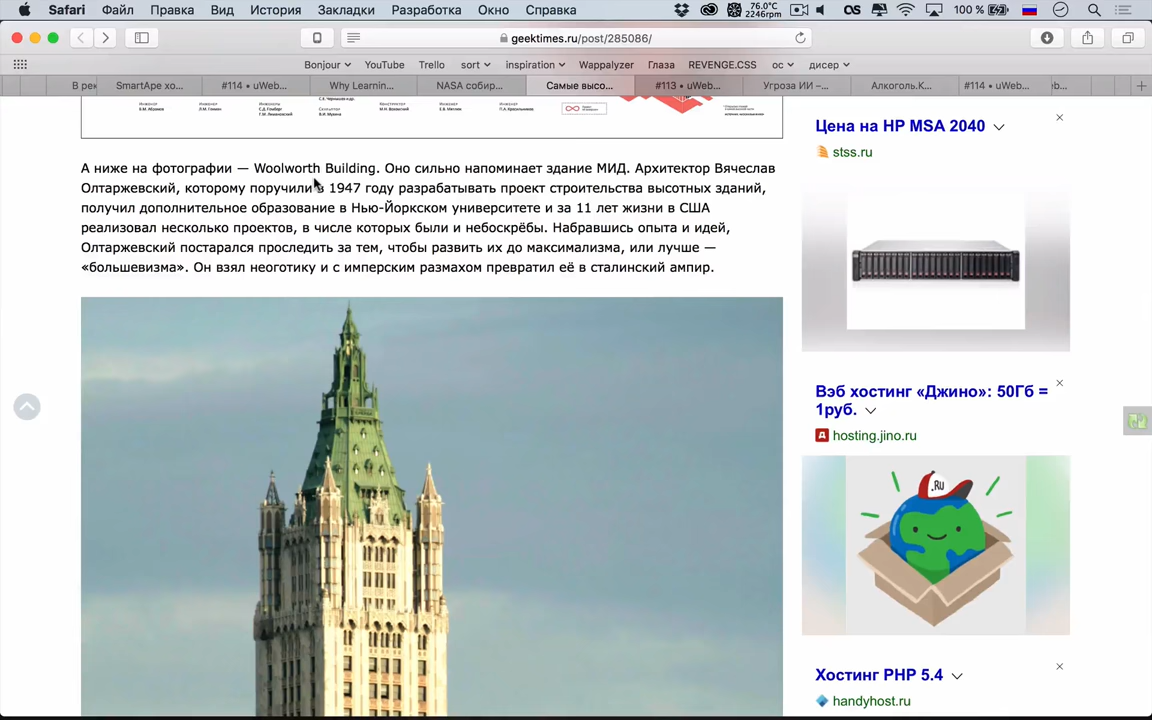 Safari Файл Правка Вид История Закладки Разработка Окно Справка 76.0°C 2246rpm 100 %
geektimes.ru/post/285086/
Bonjour YouTube Trello sort inspiration Wappalyzer Глаза REVENGE.CSS ос дисер
В рек SmartApe хо... #114 • uWeb... Why Learnin... NASA собир... Самые высо... #113 • uWeb... Угроза ИИ –... Алкоголь.К... #114 • uWeb...
А ниже на фотографии — Woolworth Building. Оно сильно напоминает здание МИД. Архитектор Вячеслав
Олтаржевский, которому поручили в 1947 году разрабатывать проект строительства высотных зданий,
получил дополнительное образование в Нью-Йоркском университете и за 11 лет жизни в США
реализовал несколько проектов, в числе которых были и небоскрёбы. Набравшись опыта и идей,
Олтаржевский постарался проследить за тем, чтобы развить их до максимализма, или лучше —
«большевизма». Он взял неоготику и с имперским размахом превратил её в сталинский ампир.
Цена на HP MSA 2040
stss.ru
Вэб хостинг «Джино»: 50Гб =
1руб.
hosting.jino.ru
.RU
Хостинг PHP 5.4
handyhost.ru